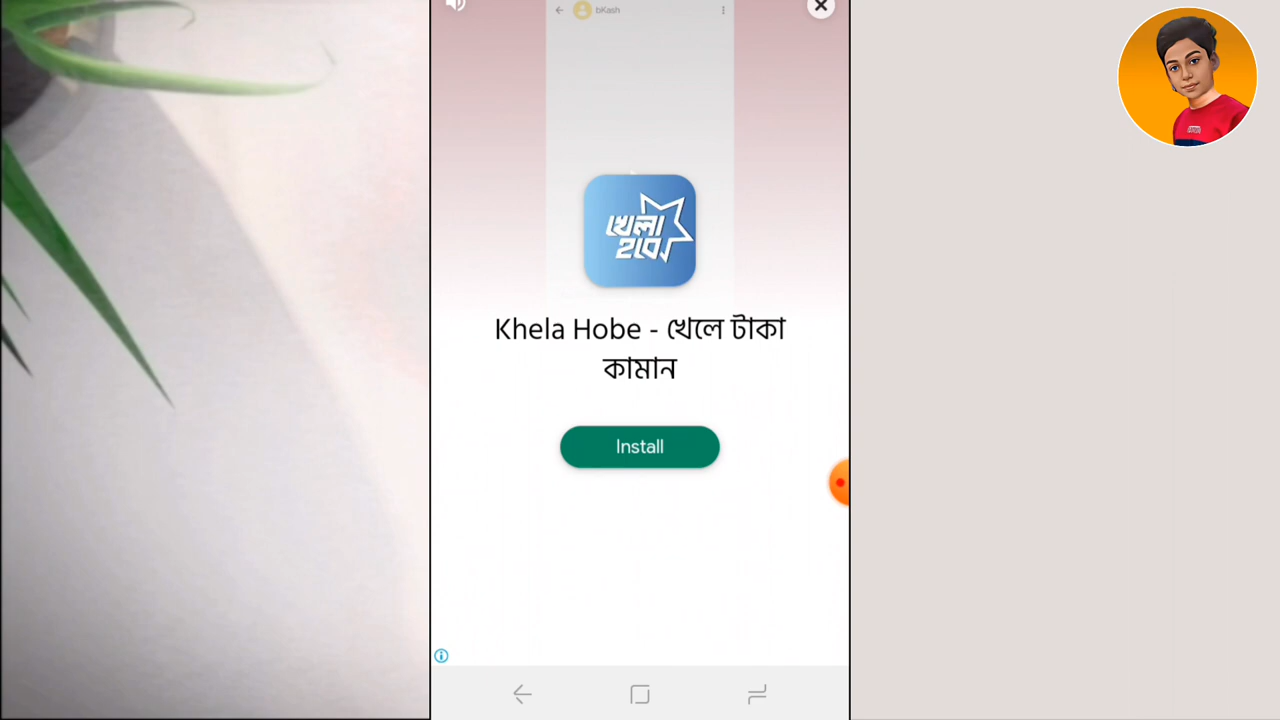 bKash
খেলা
হবে
Khela Hobe - খেলে টাকা
কামান
Install